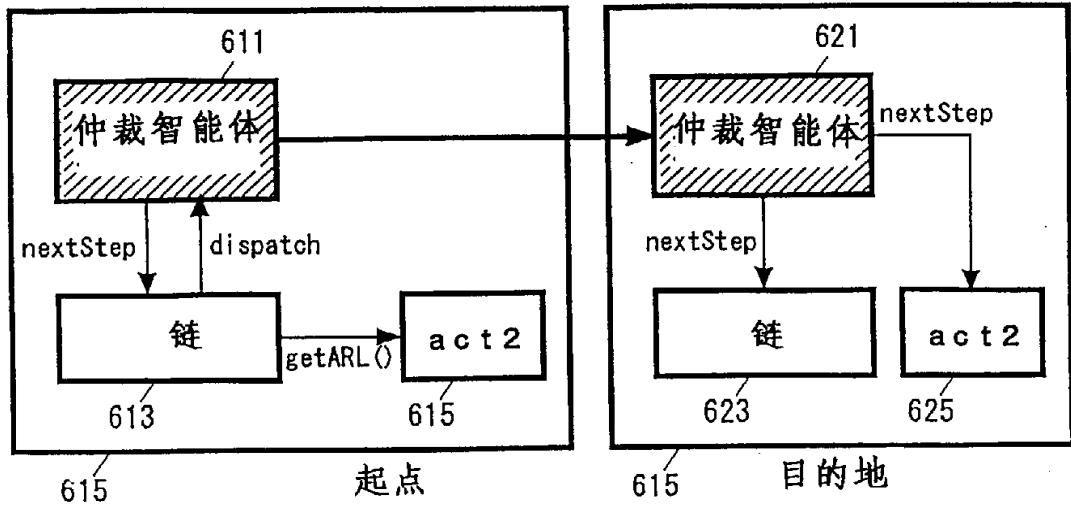 611
仲裁智能体
nextStep
dispatch
链
getARL()
act2
613
615
615
起点
621
仲裁智能体
nextStep
nextStep
链
act2
623
625
615
目的地